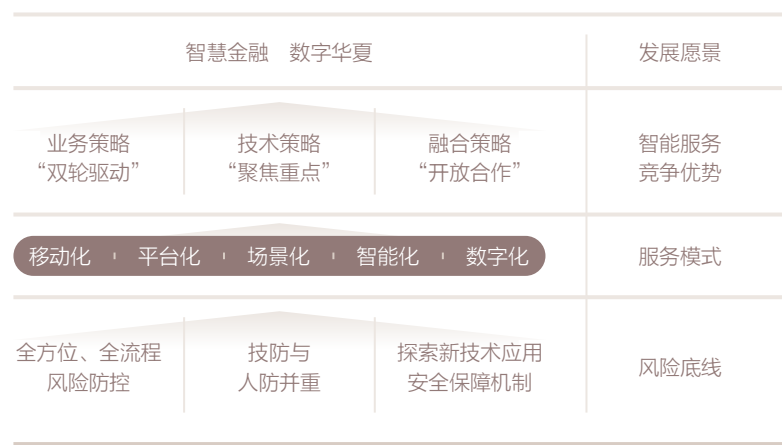 智慧金融 数字华夏
发展愿景
业务策略
“双轮驱动”
技术策略
“聚焦重点”
融合策略
“开放合作”
智能服务
竞争优势
移动化 平台化 场景化 智能化 数字化
服务模式
全方位、全流程
风险防控
技防与
人防并重
探索新技术应用
安全保障机制
风险底线